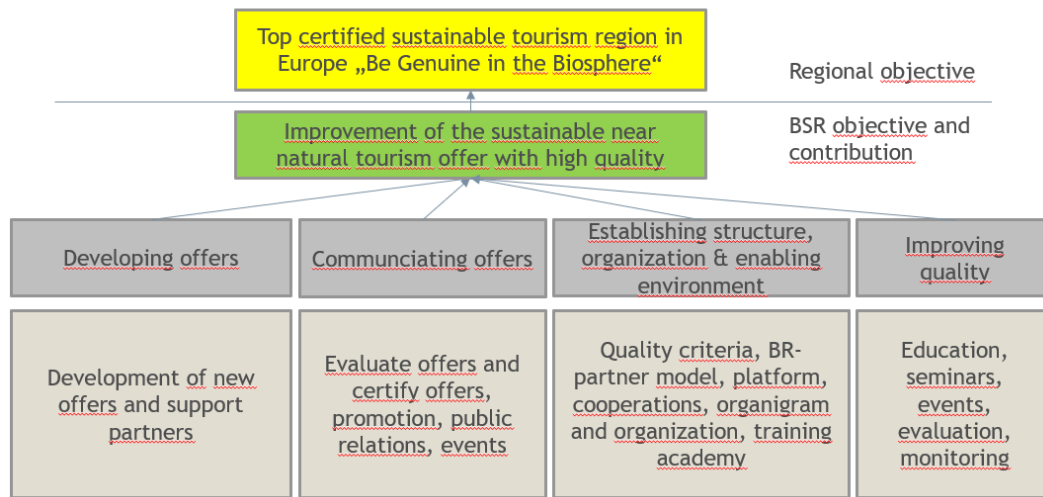 Top certified sustainable tourism region in
Europe „Be Genuine in the Biosphere“
Regional objective
Improvement of the sustainable near
natural tourism offer with high quality
BSR objective and
contribution
Developing offers
Communciating offers
Establishing structure,
organization & enabling
environment
Improving
quality
Development of new
offers and support
partners
Evaluate offers and
certify offers,
promotion, public
relations, events
Quality criteria, BR-
partner model, platform,
cooperations, organigram
and organization, training
academy
Education,
seminars,
events,
evaluation,
monitoring